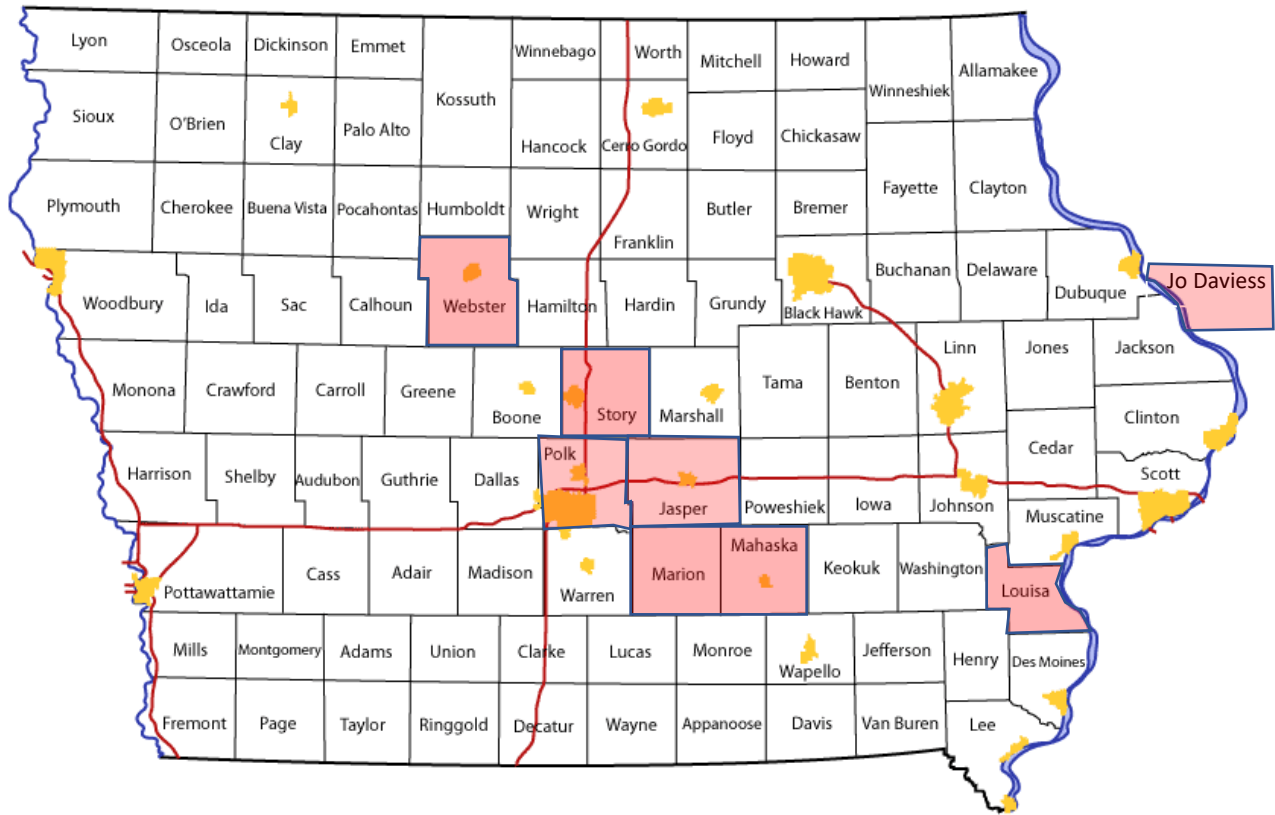 Lyon
Osceola
Dickinson
Emmet
Kossuth
Winnebago
Worth
Mitchell
Howard
Winneshiek
Allamakee
Sioux
O'Brien
Clay
Palo Alto
Hancock
Cerro Gordo
Floyd
Chickasaw
Fayette
Clayton
Plymouth
Cherokee
Buena Vista
Pocahontas
Humboldt
Wright
Franklin
Butler
Bremer
Woodbury
Ida
Sac
Calhoun
Webster
Hamilton
Hardin
Grundy
Black Hawk
Buchanan
Delaware
Dubuque
Jo Daviess
Monona
Crawford
Carroll
Greene
Boone
Story
Marshall
Tama
Benton
Linn
Jones
Jackson
Clinton
Cedar
Scott
Harrison
Shelby
Audubon
Guthrie
Dallas
Polk
Jasper
Poweshiek
Iowa
Johnson
Muscatine
Pottawattamie
Cass
Adair
Madison
Warren
Marion
Mahaska
Keokuk
Washington
Louisa
Mills
Montgomery
Adams
Union
Clarke
Lucas
Monroe
Wapello
Jefferson
Henry
Des Moines
Fremont
Page
Taylor
Ringgold
Decatur
Wayne
Appanoose
Davis
Van Buren
Lee